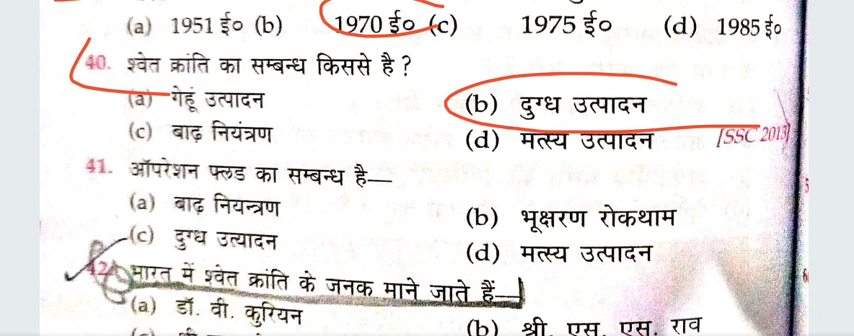 (a) 1951 ई० (b) 1970 ई० (c) 1975 ई० (d) 1985 ई०
40. श्वेत क्रांति का सम्बन्ध किससे है ?
(a) गेहूं उत्पादन (b) दुग्ध उत्पादन
(c) बाढ़ नियंत्रण (d) मत्स्य उत्पादन [SSC 2013]
41. ऑपरेशन फ्लड का सम्बन्ध है—
(a) बाढ़ नियन्त्रण (b) भूक्षरण रोकथाम
(c) दुग्ध उत्पादन (d) मत्स्य उत्पादन
42. भारत में श्वेत क्रांति के जनक माने जाते हैं—
(a) डॉ. वी. कुरियन (b) श्री. एस. एस. राव